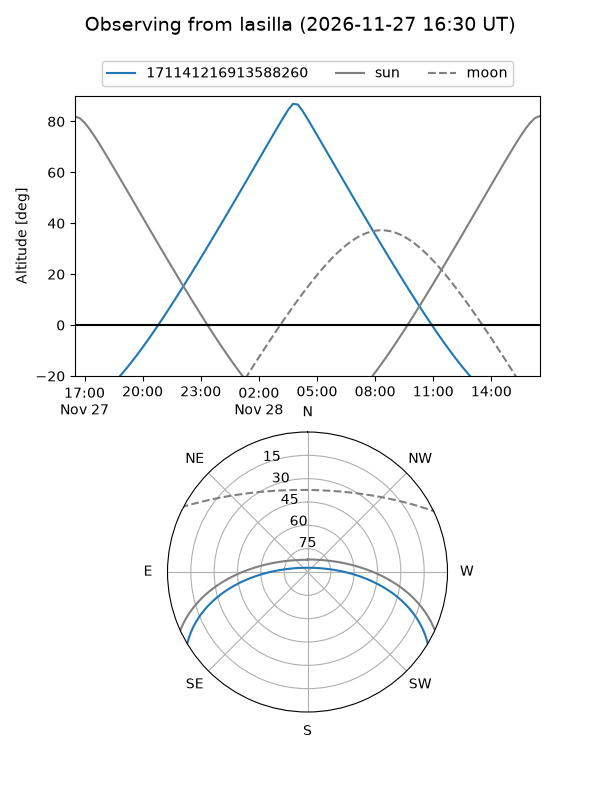 Observing from lasilla (2026-11-27 16:30 UT)
171141216913588260 sun moon
Altitude [deg]
80
60
40
20
0
−20
17:00 20:00 23:00 02:00 05:00 08:00 11:00 14:00
Nov 27 Nov 28
N
NE NW
15
30
45
60
75
E W
SE SW
S